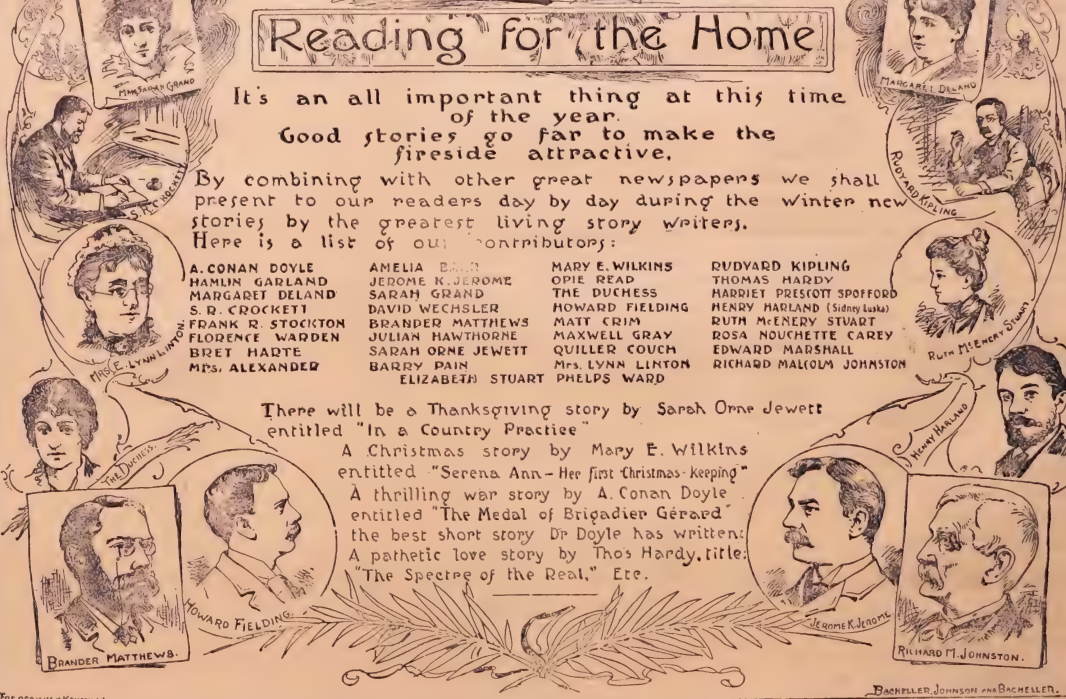 Reading for the Home
MME. SARAH GRAND
MARGARET DELAND
It's an all important thing at this time
of the year.
Good stories go far to make the
fireside attractive.
S. R. CROCKETT
RUDYARD KIPLING
By combining with other great newspapers we shall
present to our readers day by day during the winter new
stories by the greatest living story writers.
Here is a list of our contributors:
A. CONAN DOYLE AMELIA MARY E. WILKINS RUDYARD KIPLING
HAMLIN GARLAND JEROME K. JEROME OPIE READ THOMAS HARDY
MARGARET DELAND SARAH GRAND THE DUCHESS HARRIET PRESCOTT SPOFFORD
S. R. CROCKETT DAVID WECHSLER HOWARD FIELDING HENRY HARLAND (Sidney Luska)
FRANK R. STOCKTON BRANDER MATTHEWS MATT CRIM RUTH McENERY STUART
FLORENCE WARDEN JULIAN HAWTHORNE MAXWELL GRAY ROSA NOUCHETTE CAREY
BRET HARTE SARAH ORNE JEWETT QUILLER COUCH EDWARD MARSHALL
Mrs. ALEXANDER BARRY PAIN Mrs. LYNN LINTON RICHARD MALCOLM JOHNSTON
ELIZABETH STUART PHELPS WARD
MRS. E. LYNN LINTON.
RUTH McENERY STUART
There will be a Thanksgiving story by Sarah Orne Jewett
entitled "In a Country Practice"
A Christmas story by Mary E. Wilkins
entitled "Serena Ann - Her first Christmas-keeping"
A thrilling war story by A. Conan Doyle
entitled "The Medal of Brigadier Gérard"
the best short story Dr Doyle has written:
A pathetic love story by Tho's Hardy, title:
"The Spectre of the Real," Etc.
THE DUCHESS.
HENRY HARLAND
HOWARD FIELDING.
JEROME K. JEROME
BRANDER MATTHEWS.
RICHARD M. JOHNSTON.
BACHELLER, JOHNSON AND BACHELLER.